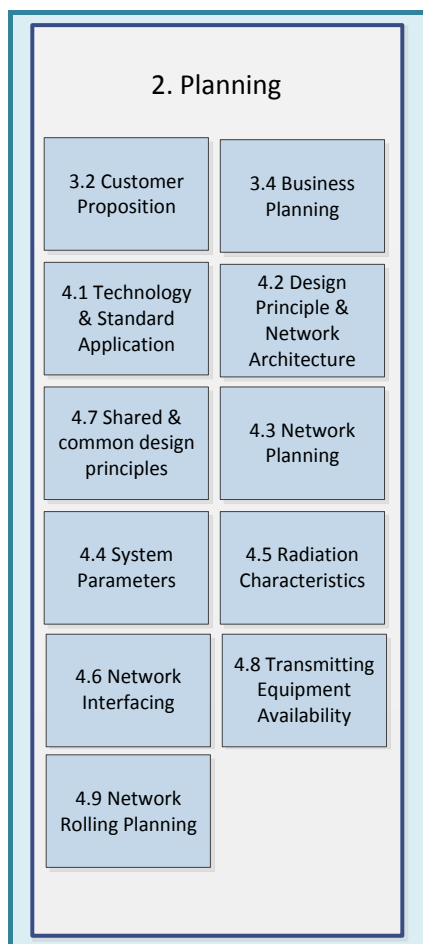 2. Planning
3.2 Customer
Proposition
3.4 Business
Planning
4.1 Technology
& Standard
Application
4.2 Design
Principle &
Network
Architecture
4.7 Shared &
common design
principles
4.3 Network
Planning
4.4 System
Parameters
4.5 Radiation
Characteristics
4.6 Network
Interfacing
4.8 Transmitting
Equipment
Availability
4.9 Network
Rolling Planning